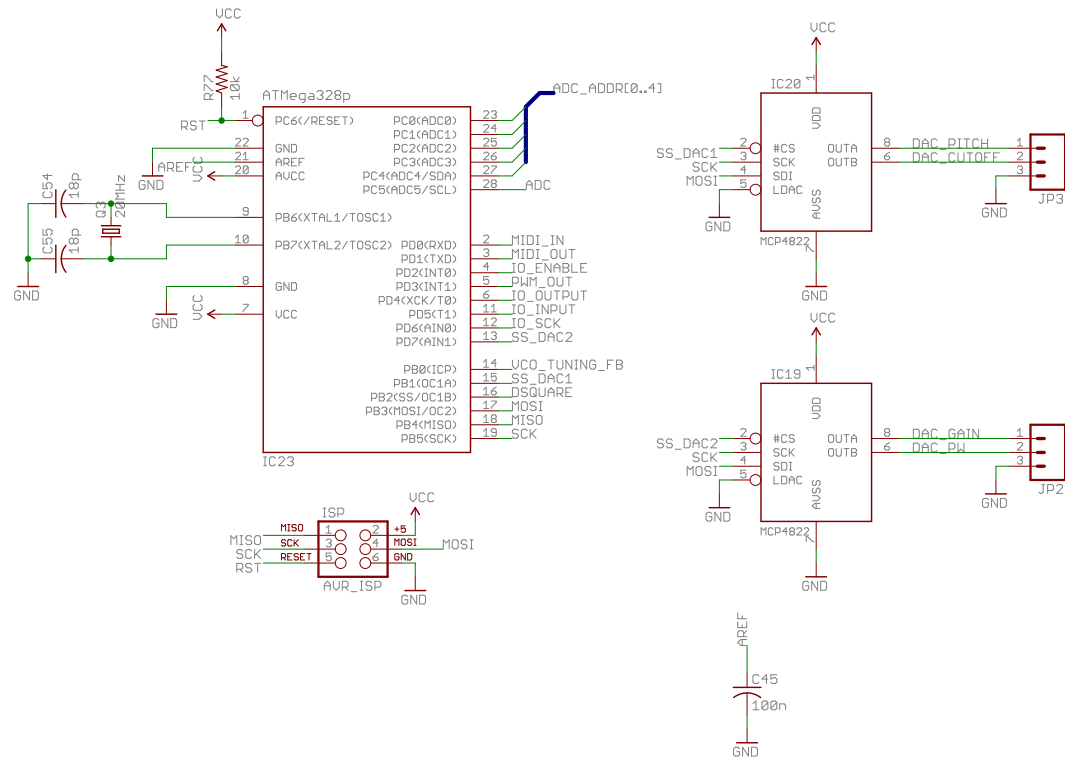 VCC
R77
10k
RST
ATMega328p
1 PC6(/RESET)
22 GND
21 AREF
20 AVCC
9 PB6(XTAL1/TOSC1)
10 PB7(XTAL2/TOSC2)
8 GND
7 VCC
PC0(ADC0) 23
PC1(ADC1) 24
PC2(ADC2) 25
PC3(ADC3) 26
PC4(ADC4/SDA) 27
PC5(ADC5/SCL) 28
ADC_ADDR[0..4]
ADC
PD0(RXD) 2 MIDI_IN
PD1(TXD) 3 MIDI_OUT
PD2(INT0) 4 IO_ENABLE
PD3(INT1) 5 PWM_OUT
PD4(XCK/T0) 6 IO_OUTPUT
PD5(T1) 11 IO_INPUT
PD6(AIN0) 12 IO_SCK
PD7(AIN1) 13 SS_DAC2
PB0(ICP) 14 VCO_TUNING_FB
PB1(OC1A) 15 SS_DAC1
PB2(SS/OC1B) 16 DSQUARE
PB3(MOSI/OC2) 17 MOSI
PB4(MISO) 18 MISO
PB5(SCK) 19 SCK
IC23
GND
AREF
VCC
C54
18p
Q3
20MHz
C55
18p
GND
GND
VCC
VCC
IC20
1
VDD
SS_DAC1 2 #CS
SCK 3 SCK
MOSI 4 SDI
5 LDAC
OUTA 8 DAC_PITCH 1
OUTB 6 DAC_CUTOFF 2
3
JP3
AVSS
MCP4822
7
GND
GND
GND
VCC
IC19
1
VDD
SS_DAC2 2 #CS
SCK 3 SCK
MOSI 4 SDI
5 LDAC
OUTA 8 DAC_GAIN 1
OUTB 6 DAC_PW 2
3
JP2
AVSS
MCP4822
7
GND
GND
GND
ISP
VCC
MISO MISO 1 2 +5
SCK SCK 3 4 MOSI MOSI
RST RESET 5 6 GND
AVR_ISP
GND
AREF
C45
100n
GND